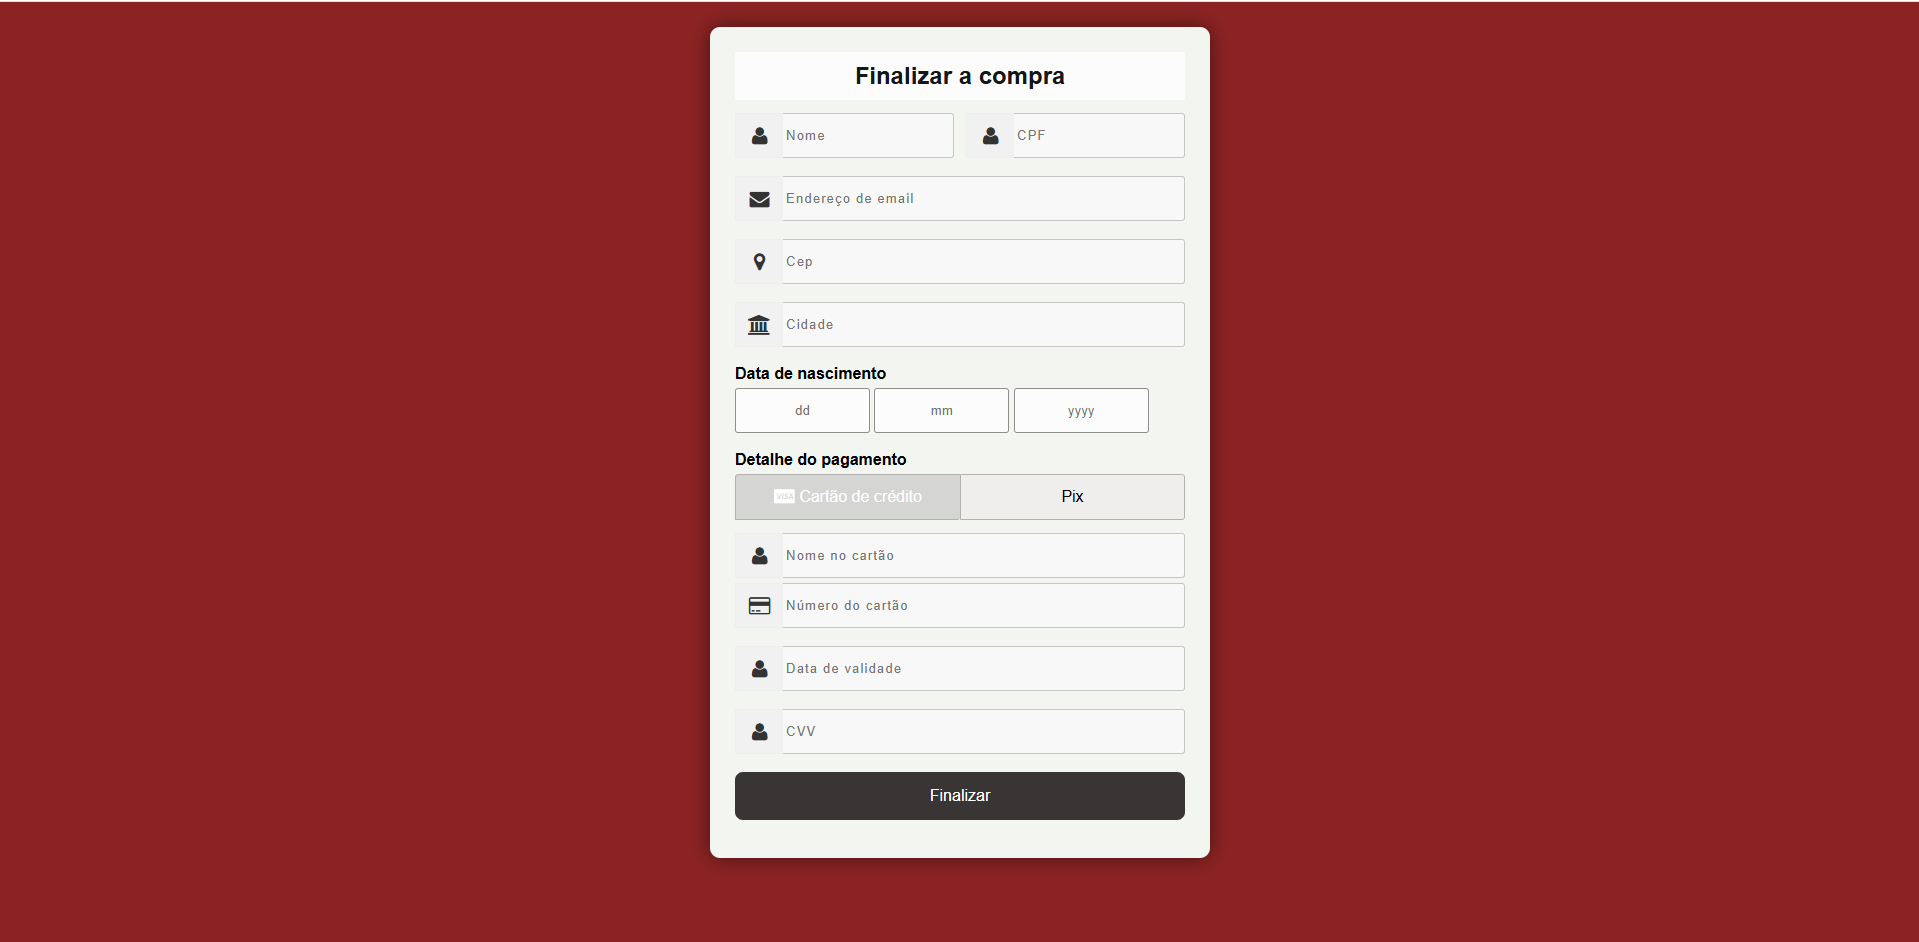 Finalizar a compra
Nome
CPF
Endereço de email
Cep
Cidade
Data de nascimento
dd
mm
yyyy
Detalhe do pagamento
VISA Cartão de crédito
Pix
Nome no cartão
Número do cartão
Data de validade
CVV
Finalizar